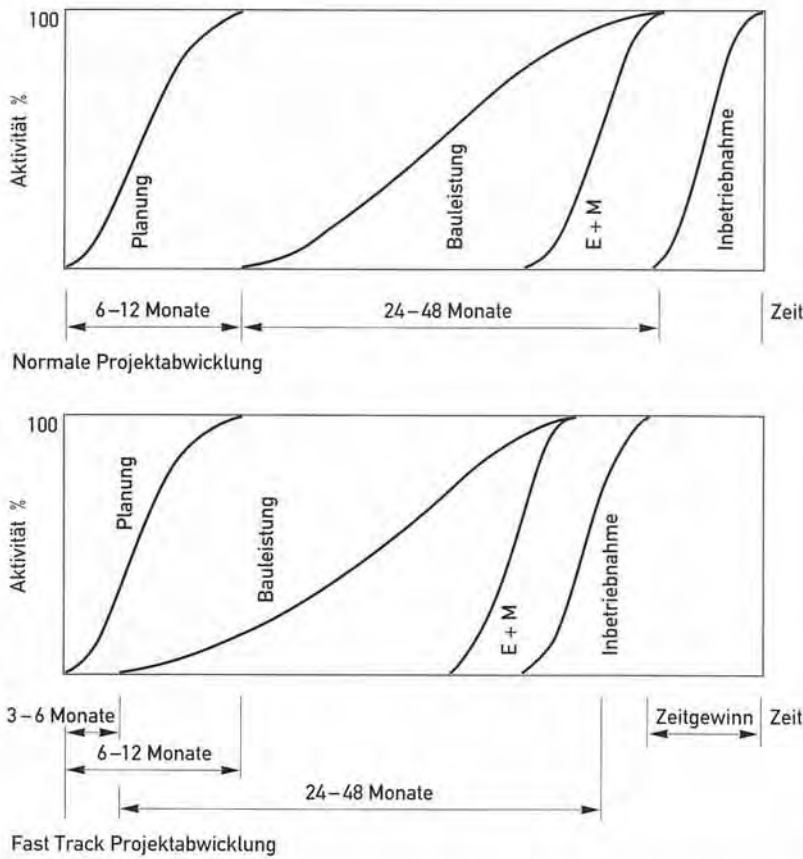 100
Aktivität %
Planung
Bauleistung
E + M
Inbetriebnahme
6–12 Monate
24–48 Monate
Zeit
Normale Projektabwicklung
100
Aktivität %
Planung
Bauleistung
E + M
Inbetriebnahme
3–6 Monate
Zeitgewinn
Zeit
6–12 Monate
24–48 Monate
Fast Track Projektabwicklung